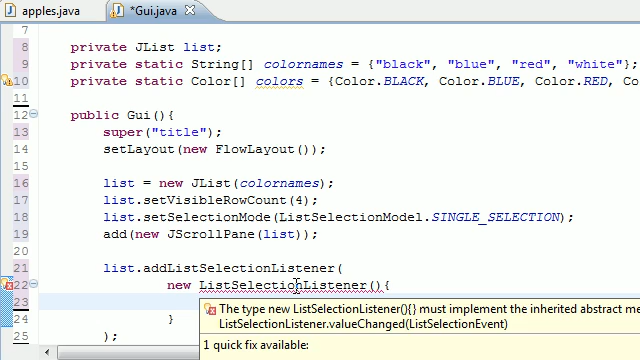 apples.java
*Gui.java
7
8 private JList list;
9 private static String[] colornames = {"black", "blue", "red", "white"};
10 private static Color[] colors = {Color.BLACK, Color.BLUE, Color.RED, Co
11
12 public Gui(){
13 super("title");
14 setLayout(new FlowLayout());
15
16 list = new JList(colornames);
17 list.setVisibleRowCount(4);
18 list.setSelectionMode(ListSelectionModel.SINGLE_SELECTION);
19 add(new JScrollPane(list));
20
21 list.addListSelectionListener(
22 new ListSelectionListener(){
23
24 }
25 );
The type new ListSelectionListener(){} must implement the inherited abstract me
ListSelectionListener.valueChanged(ListSelectionEvent)
1 quick fix available: